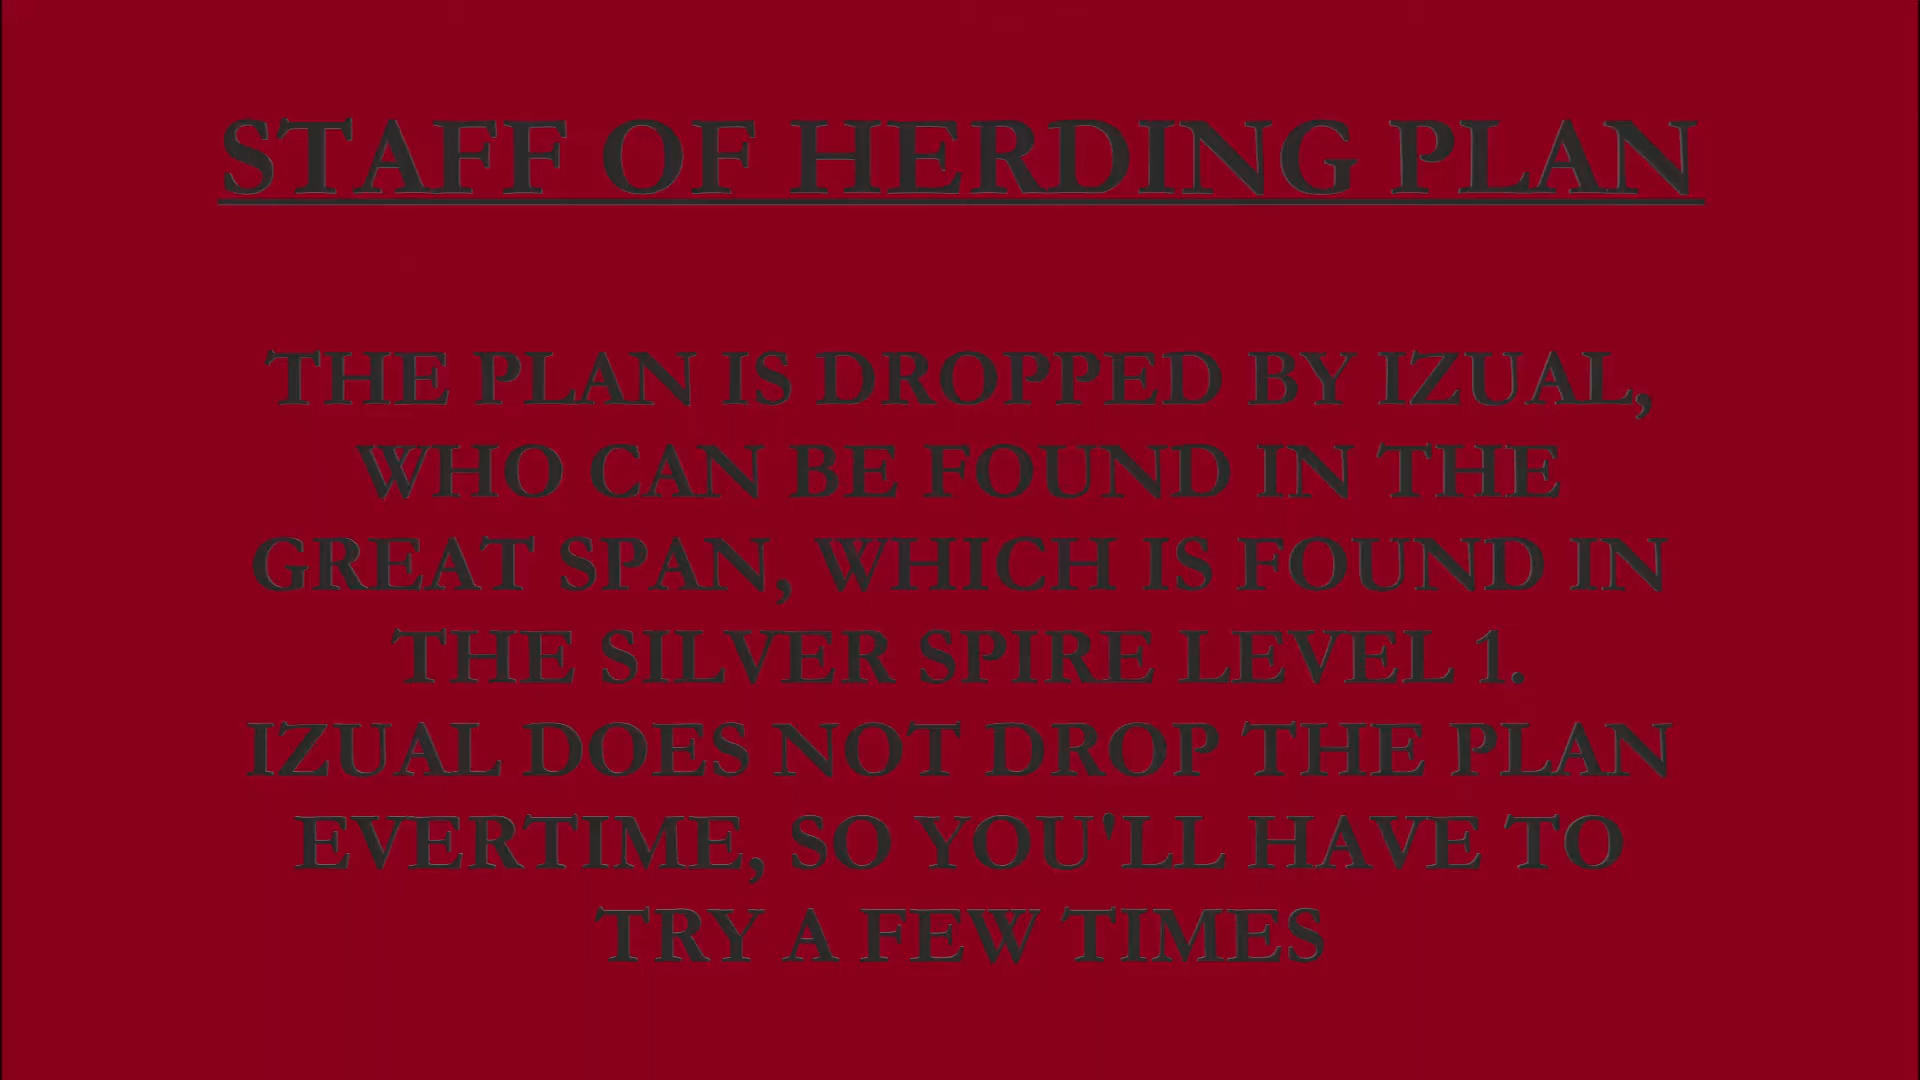 STAFF OF HERDING PLAN
THE PLAN IS DROPPED BY IZUAL,
WHO CAN BE FOUND IN THE
GREAT SPAN, WHICH IS FOUND IN
THE SILVER SPIRE LEVEL 1.
IZUAL DOES NOT DROP THE PLAN
EVERTIME, SO YOU'LL HAVE TO
TRY A FEW TIMES